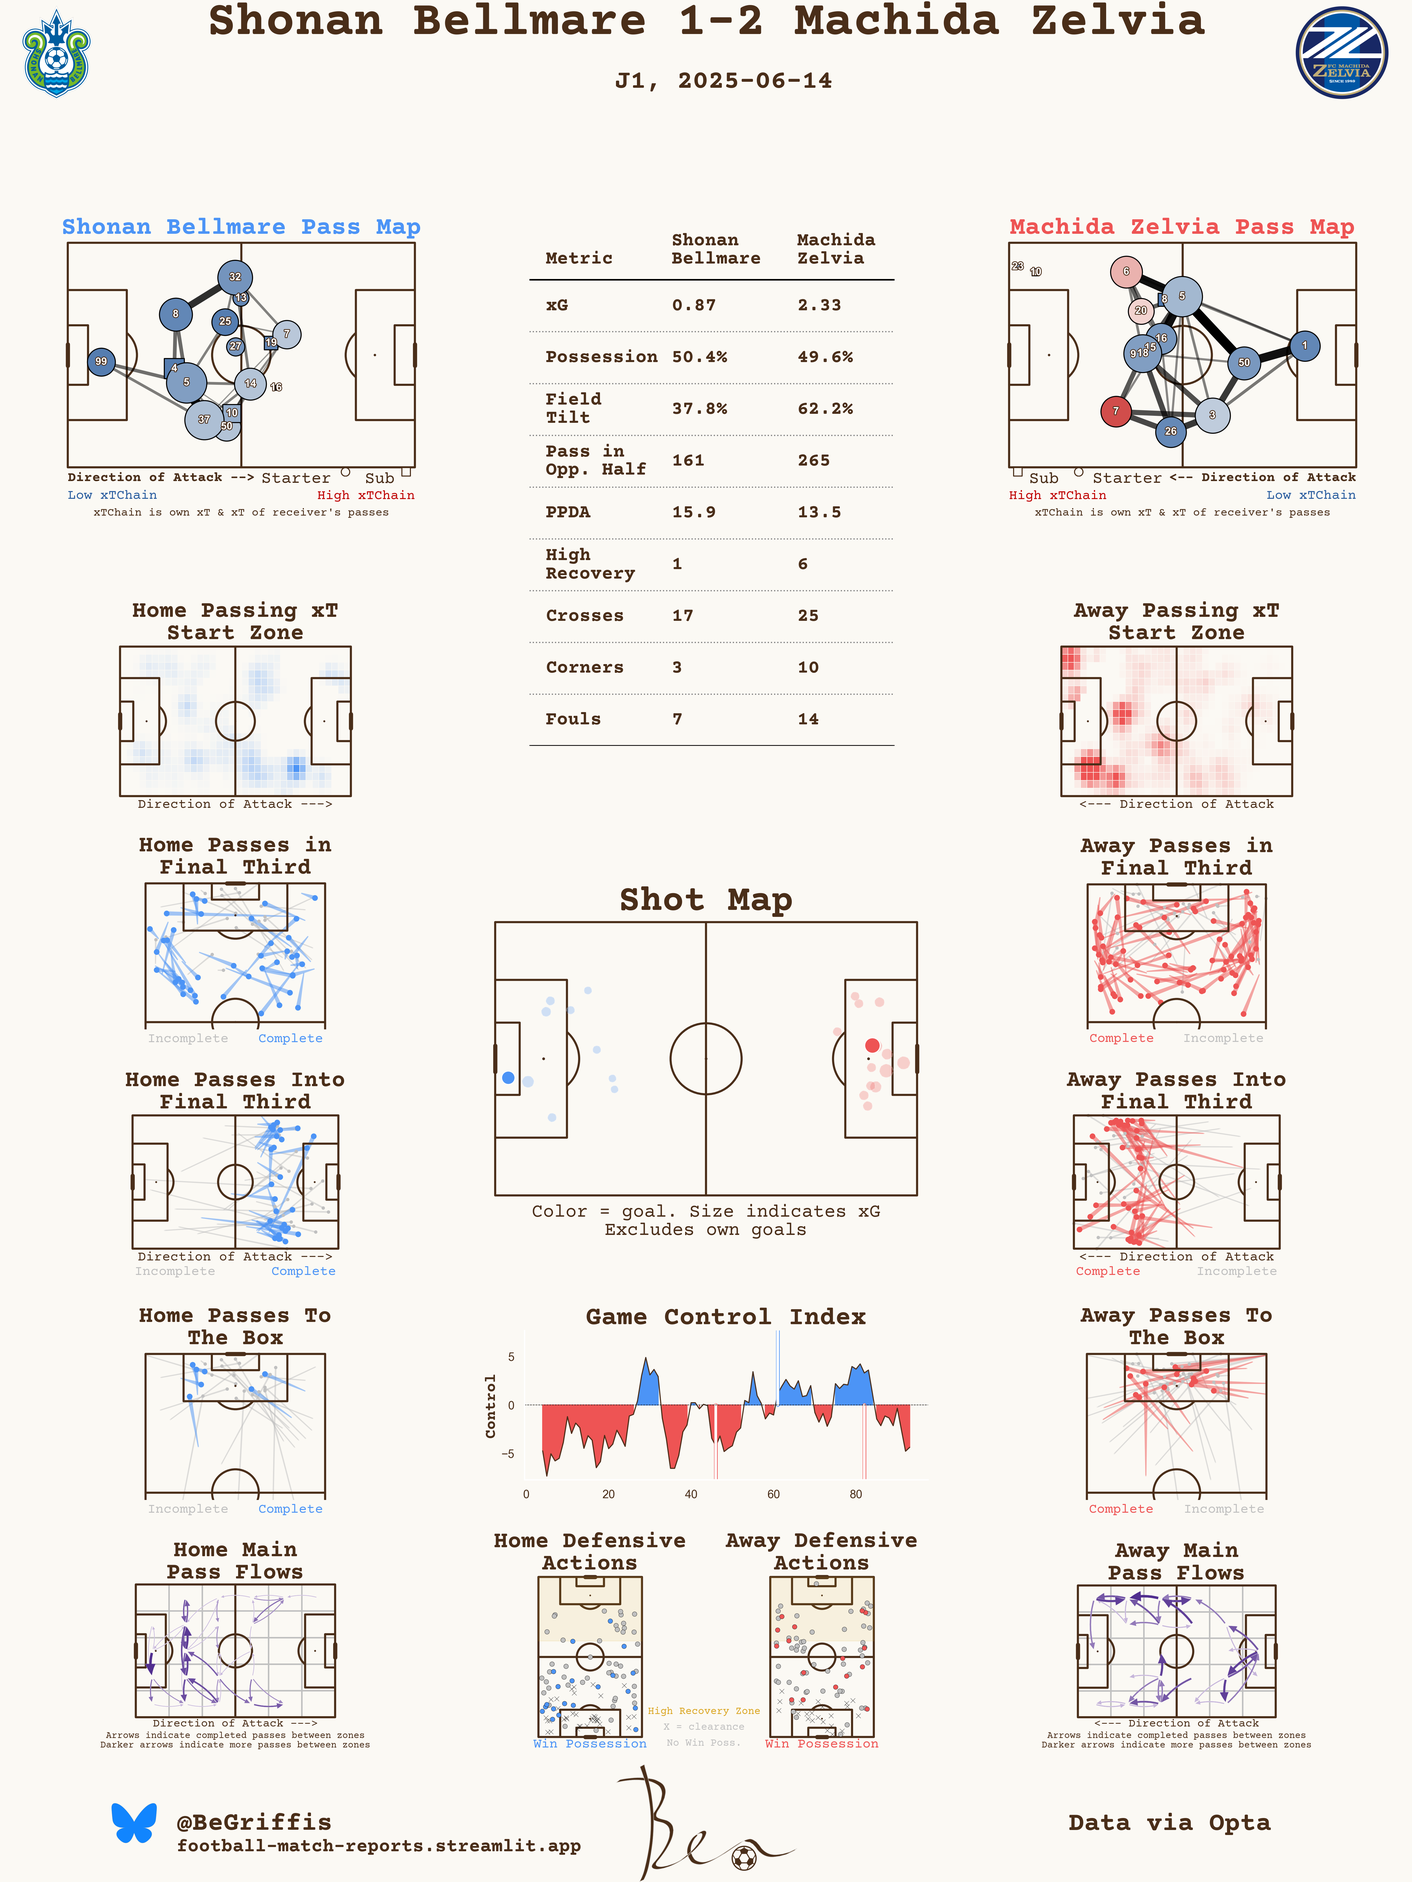 Shonan Bellmare 1-2 Machida Zelvia
J1, 2025-06-14
SHONAN
BELLMARE
FC MACHIDA
ZELVIA
SINCE 1989
Shonan Bellmare Pass Map
32
13
8
25
7
27
19
99
4
5
14
16
10
37
50
Direction of Attack --> Starter Sub
Low xTChain High xTChain
xTChain is own xT & xT of receiver's passes
Metric Shonan Bellmare Machida Zelvia
xG 0.87 2.33
Possession 50.4% 49.6%
Field Tilt 37.8% 62.2%
Pass in Opp. Half 161 265
PPDA 15.9 13.5
High Recovery 1 6
Crosses 17 25
Corners 3 10
Fouls 7 14
Machida Zelvia Pass Map
23
10
6
8
5
20
16
15
9
18
1
50
7
3
26
Sub Starter <-- Direction of Attack
High xTChain Low xTChain
xTChain is own xT & xT of receiver's passes
Home Passing xT
Start Zone
Direction of Attack --->
Away Passing xT
Start Zone
<--- Direction of Attack
Home Passes in
Final Third
Incomplete Complete
Away Passes in
Final Third
Complete Incomplete
Shot Map
Color = goal. Size indicates xG
Excludes own goals
Home Passes Into
Final Third
Direction of Attack --->
Incomplete Complete
Away Passes Into
Final Third
<--- Direction of Attack
Complete Incomplete
Home Passes To
The Box
Incomplete Complete
Game Control Index
Control
5
0
−5
0 20 40 60 80
Away Passes To
The Box
Complete Incomplete
Home Main
Pass Flows
Direction of Attack --->
Arrows indicate completed passes between zones
Darker arrows indicate more passes between zones
Home Defensive
Actions
Win Possession
High Recovery Zone
X = clearance
No Win Poss.
Away Defensive
Actions
Win Possession
Away Main
Pass Flows
<--- Direction of Attack
Arrows indicate completed passes between zones
Darker arrows indicate more passes between zones
@BeGriffis
football-match-reports.streamlit.app
Ben
Data via Opta